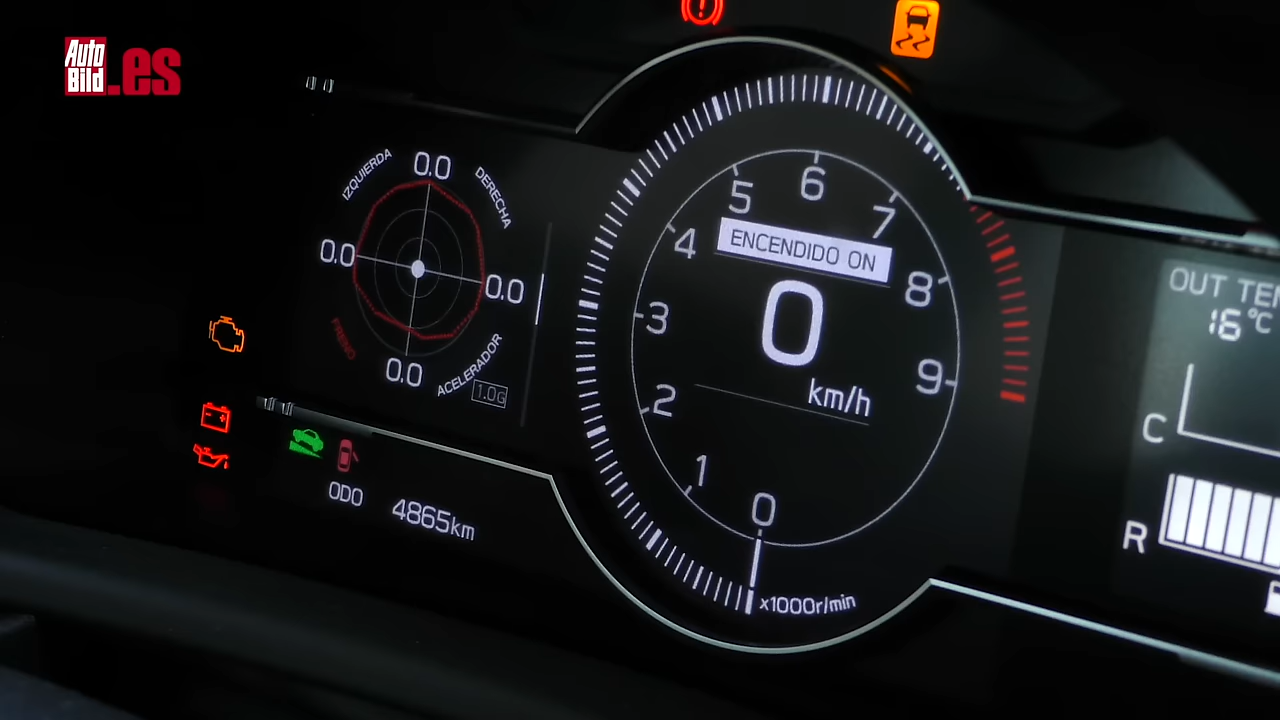 Auto
Bild.es
IZQUIERDA
0.0
DERECHA
0.0
0.0
FRENO
0.0
ACELERADOR
1.0G
ODO
4865km
0
1
2
3
4
5
6
7
8
9
ENCENDIDO ON
0
km/h
x1000r/min
OUT TE
16°C
C
R